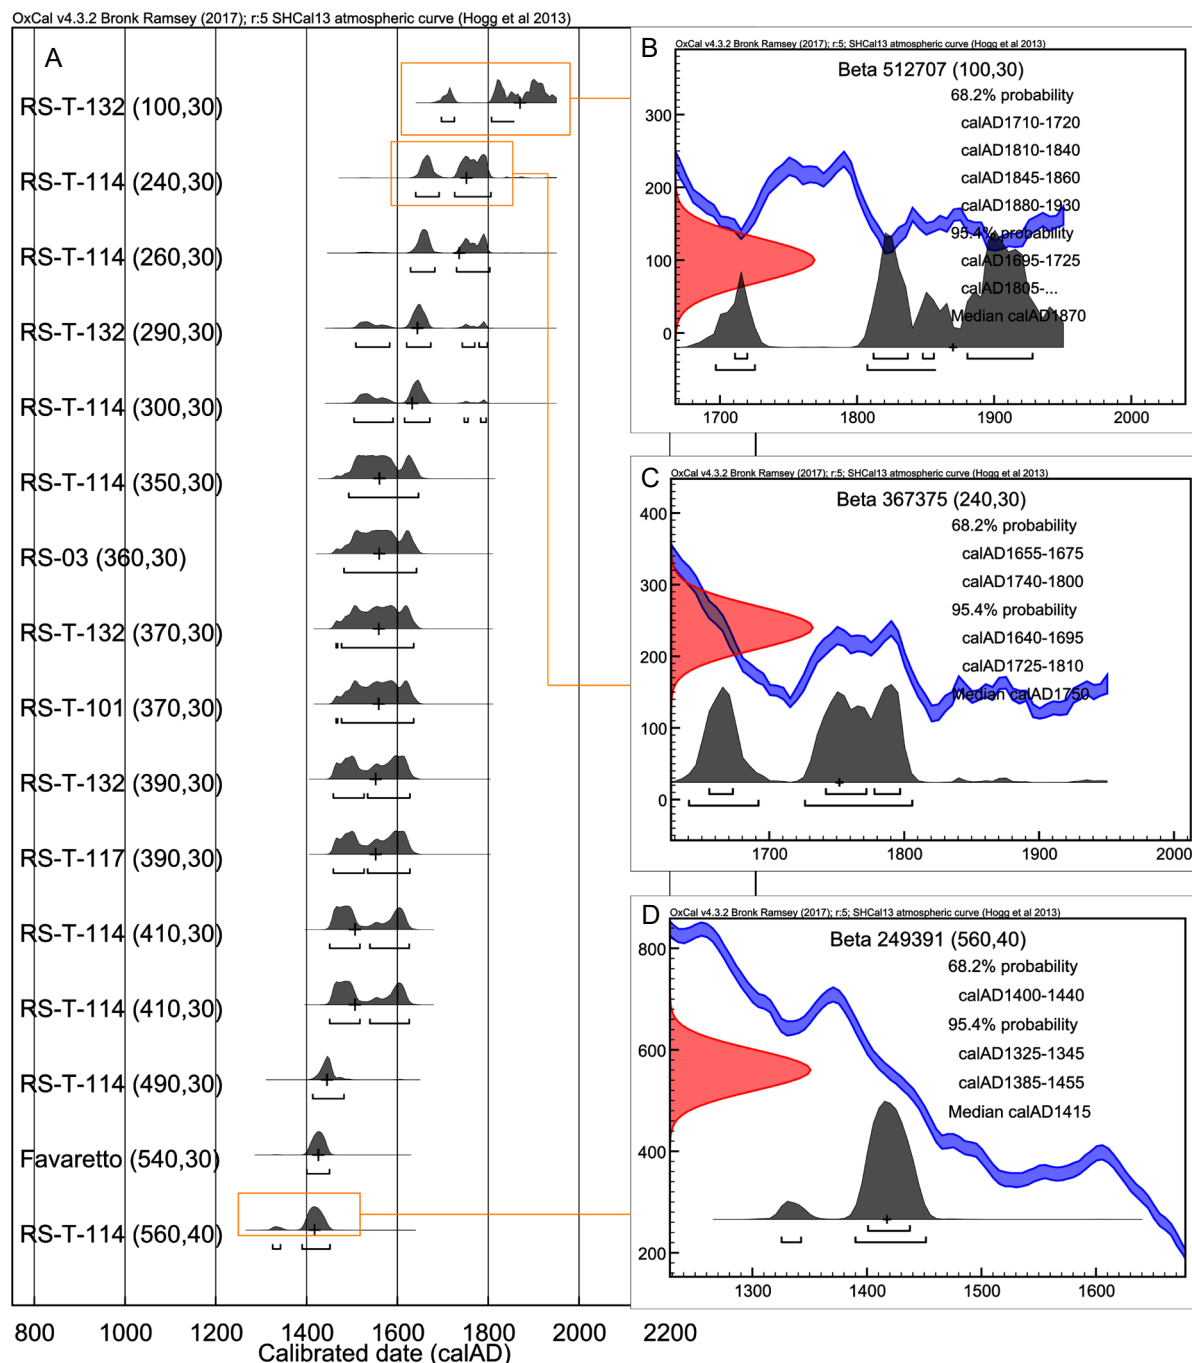 OxCal v4.3.2 Bronk Ramsey (2017); r:5 SHCal13 atmospheric curve (Hogg et al 2013)
A
RS-T-132 (100,30)
RS-T-114 (240,30)
RS-T-114 (260,30)
RS-T-132 (290,30)
RS-T-114 (300,30)
RS-T-114 (350,30)
RS-03 (360,30)
RS-T-132 (370,30)
RS-T-101 (370,30)
RS-T-132 (390,30)
RS-T-117 (390,30)
RS-T-114 (410,30)
RS-T-114 (410,30)
RS-T-114 (490,30)
Favaretto (540,30)
RS-T-114 (560,40)
800 1000 1200 1400 1600 1800 2000 2200
Calibrated date (calAD)
B
OxCal v4.3.2 Bronk Ramsey (2017); r:5; SHCal13 atmospheric curve (Hogg et al 2013)
Beta 512707 (100,30)
68.2% probability
calAD1710-1720
calAD1810-1840
calAD1845-1860
calAD1880-1930
95.4% probability
calAD1695-1725
calAD1805-...
Median calAD1870
300
200
100
0
1700 1800 1900 2000
C
OxCal v4.3.2 Bronk Ramsey (2017); r:5; SHCal13 atmospheric curve (Hogg et al 2013)
Beta 367375 (240,30)
68.2% probability
calAD1655-1675
calAD1740-1800
95.4% probability
calAD1640-1695
calAD1725-1810
Median calAD1750
400
300
200
100
0
1700 1800 1900 2000
D
OxCal v4.3.2 Bronk Ramsey (2017); r:5; SHCal13 atmospheric curve (Hogg et al 2013)
Beta 249391 (560,40)
68.2% probability
calAD1400-1440
95.4% probability
calAD1325-1345
calAD1385-1455
Median calAD1415
800
600
400
200
1300 1400 1500 1600